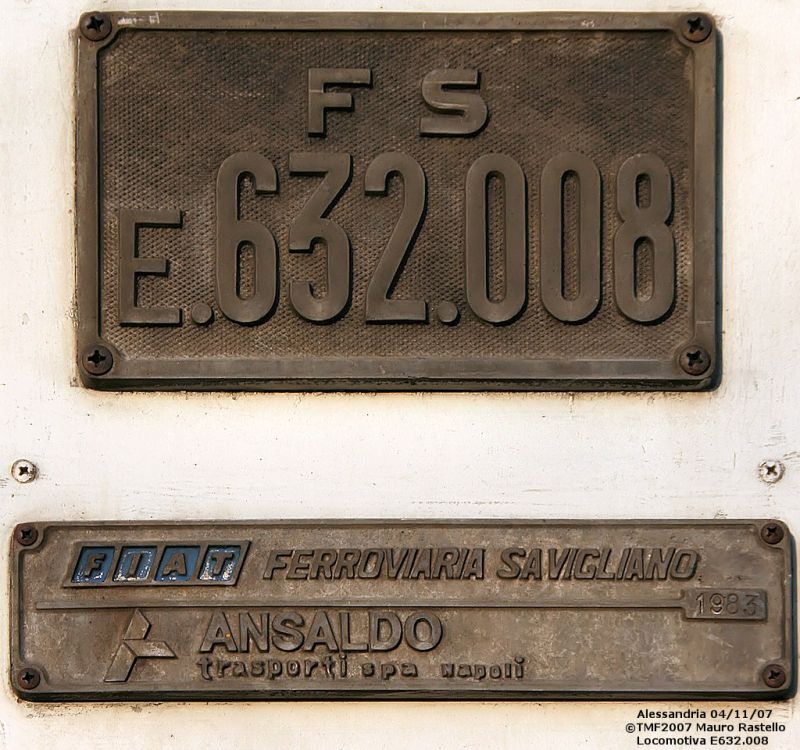 F S
E.632.008
FIAT FERROVIARIA SAVIGLIANO
1983
ANSALDO
trasporti spa Napoli
Alessandria 04/11/07
©TMF2007 Mauro Rastello
Locomotiva E632.008